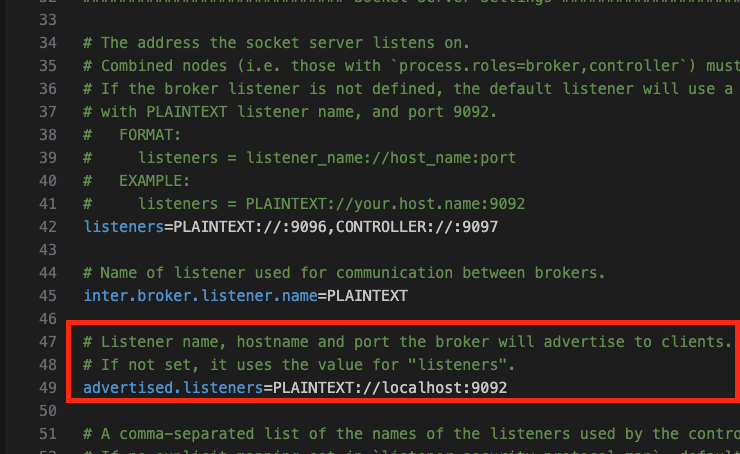 33
34 # The address the socket server listens on.
35 # Combined nodes (i.e. those with `process.roles=broker,controller`) must
36 # If the broker listener is not defined, the default listener will use a
37 # with PLAINTEXT listener name, and port 9092.
38 #   FORMAT:
39 #     listeners = listener_name://host_name:port
40 #   EXAMPLE:
41 #     listeners = PLAINTEXT://your.host.name:9092
42 listeners=PLAINTEXT://:9096,CONTROLLER://:9097
43
44 # Name of listener used for communication between brokers.
45 inter.broker.listener.name=PLAINTEXT
46
47 # Listener name, hostname and port the broker will advertise to clients.
48 # If not set, it uses the value for "listeners".
49 advertised.listeners=PLAINTEXT://localhost:9092
50
51 # A comma-separated list of the names of the listeners used by the contro